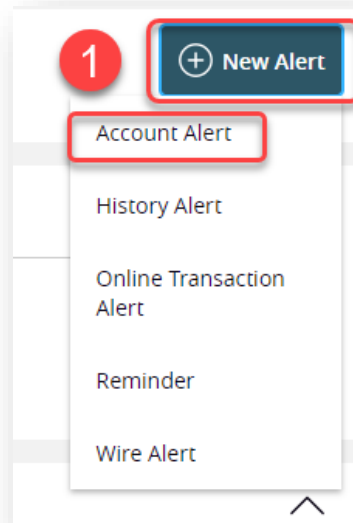 1
New Alert
Account Alert
History Alert
Online Transaction
Alert
Reminder
Wire Alert